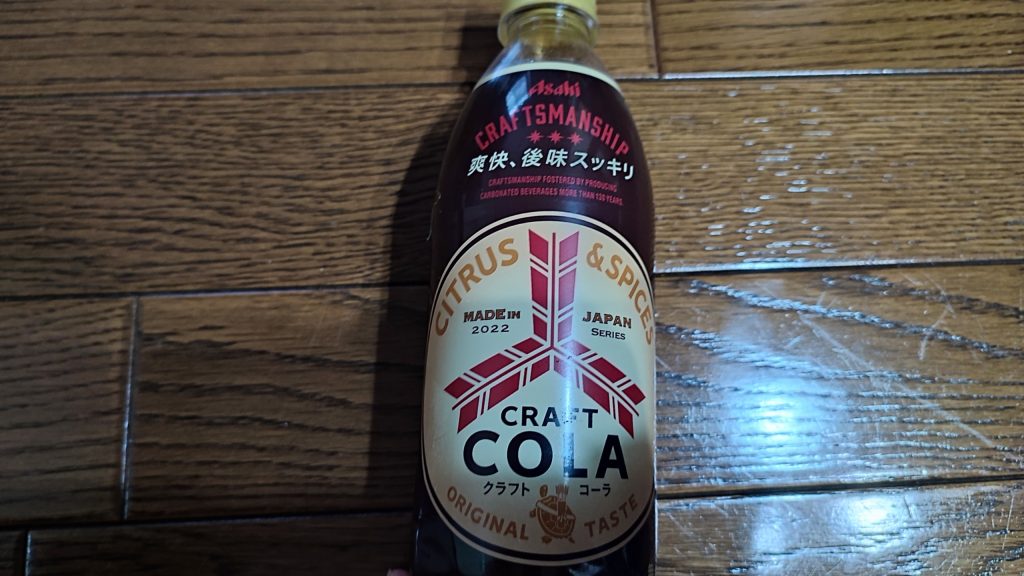 Asahi
CRAFTSMANSHIP
爽快、後味スッキリ
CRAFTSMANSHIP FOSTERED BY PRODUCING
CARBONATED BEVERAGES MORE THAN 130 YEARS.
CITRUS & SPICES
MADE IN JAPAN
2022 SERIES
CRAFT
COLA
クラフト コーラ
ORIGINAL TASTE